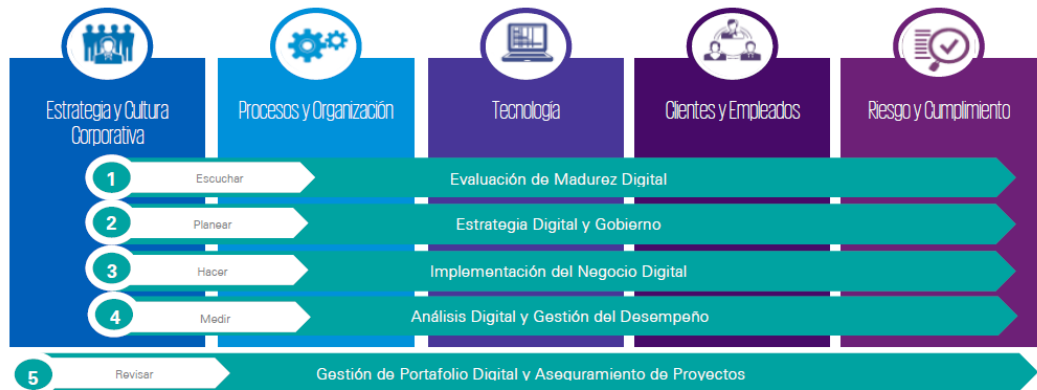 Estrategia y Cultura
Corporativa
Procesos y Organización
Tecnología
Clientes y Empleados
Riesgo y Cumplimiento
1 Escuchar Evaluación de Madurez Digital
2 Planear Estrategia Digital y Gobierno
3 Hacer Implementación del Negocio Digital
4 Medir Análisis Digital y Gestión del Desempeño
5 Revisar Gestión de Portafolio Digital y Aseguramiento de Proyectos